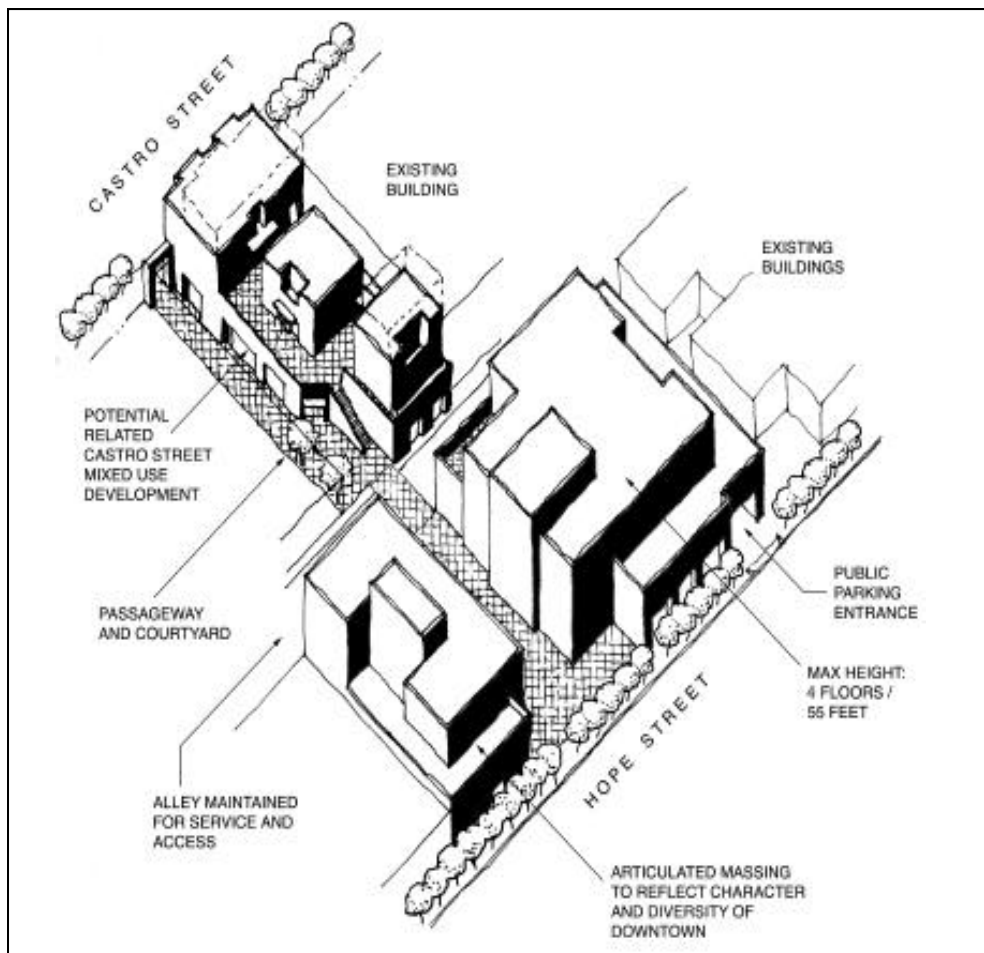 CASTRO STREET
EXISTING
BUILDING
EXISTING
BUILDINGS
POTENTIAL
RELATED
CASTRO STREET
MIXED USE
DEVELOPMENT
PASSAGEWAY
AND COURTYARD
PUBLIC
PARKING
ENTRANCE
MAX HEIGHT:
4 FLOORS /
55 FEET
HOPE STREET
ALLEY MAINTAINED
FOR SERVICE AND
ACCESS
ARTICULATED MASSING
TO REFLECT CHARACTER
AND DIVERSITY OF
DOWNTOWN